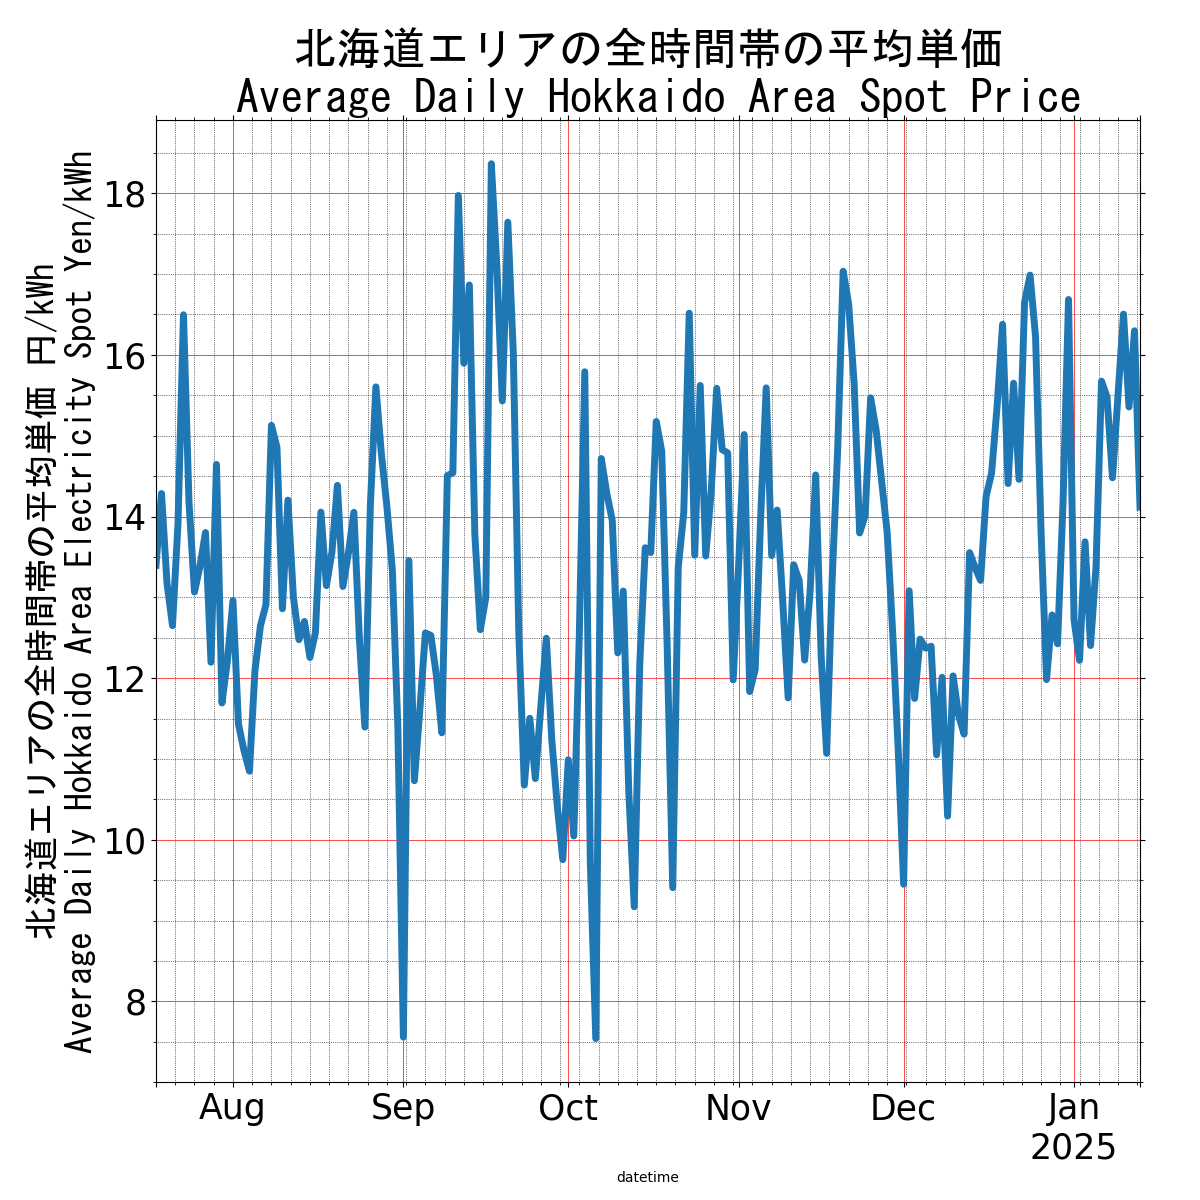 北海道エリアの全時間帯の平均単価
Average Daily Hokkaido Area Spot Price
北海道エリアの全時間帯の平均単価 円/kWh
Average Daily Hokkaido Area Electricity Spot Yen/kWh
18
16
14
12
10
8
Aug Sep Oct Nov Dec Jan
2025
datetime